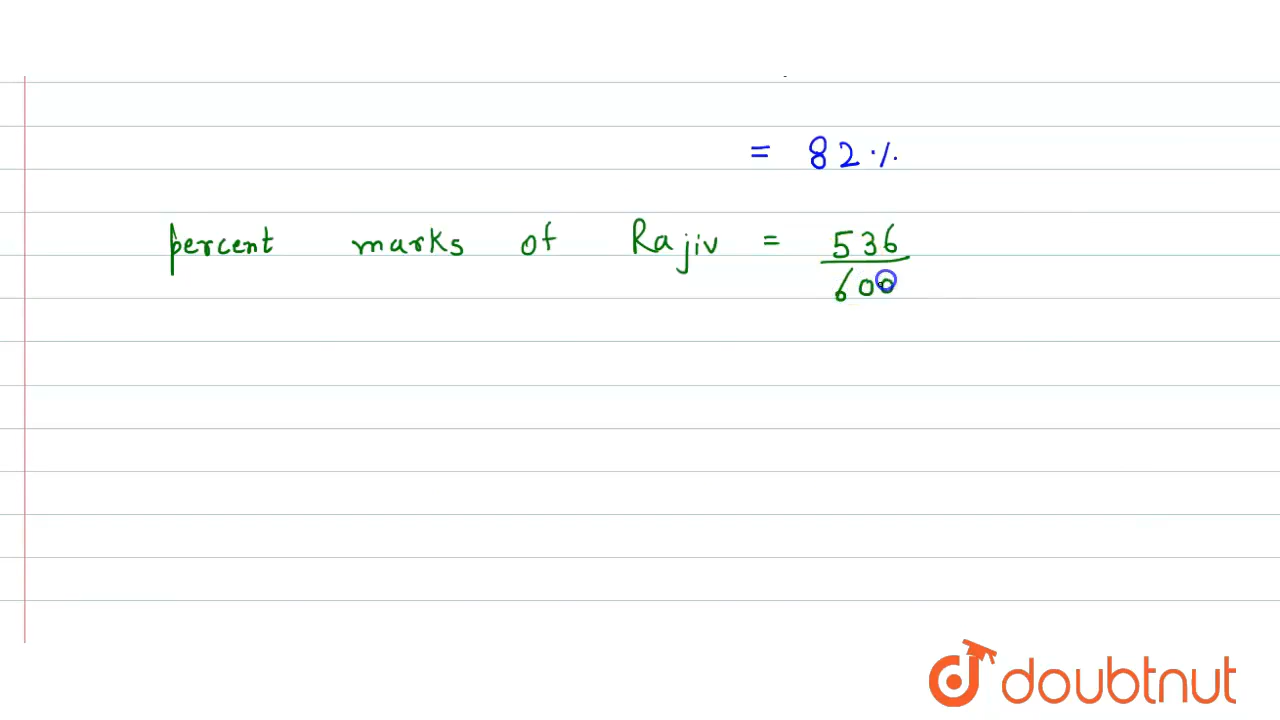 = 82 %
percent marks of Rajiv = 536
600
doubtnut